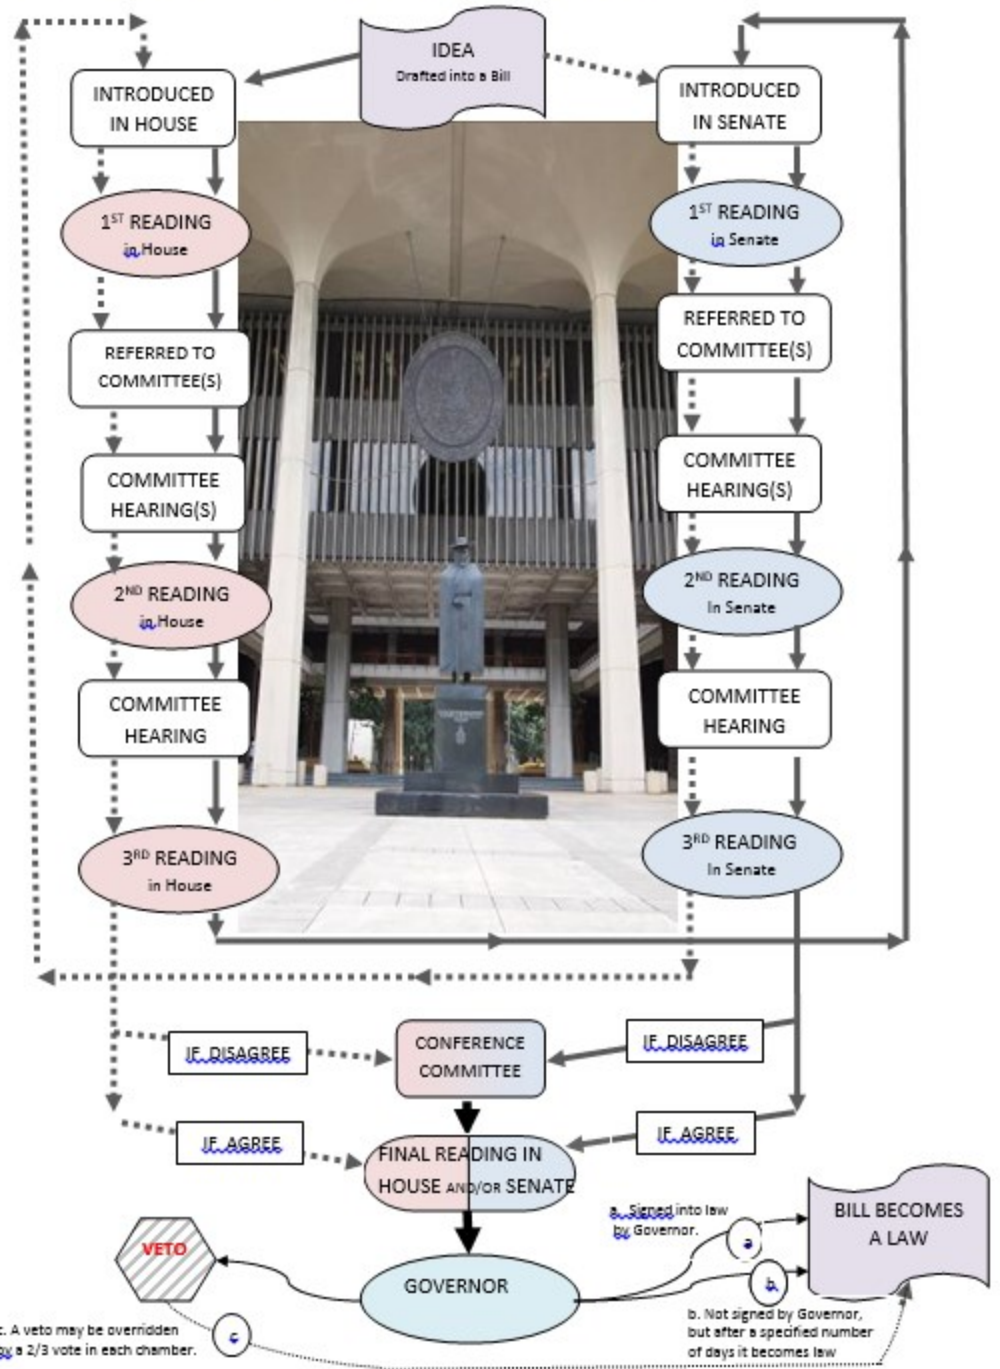 IDEA
Drafted into a Bill
INTRODUCED
IN HOUSE
INTRODUCED
IN SENATE
1ST READING
in House
1ST READING
in Senate
REFERRED TO
COMMITTEE(S)
REFERRED TO
COMMITTEE(S)
COMMITTEE
HEARING(S)
COMMITTEE
HEARING(S)
2ND READING
in House
2ND READING
In Senate
COMMITTEE
HEARING
COMMITTEE
HEARING
3RD READING
in House
3RD READING
In Senate
IF DISAGREE
CONFERENCE
COMMITTEE
IF DISAGREE
IF AGREE
FINAL READING IN
HOUSE AND/OR SENATE
IF AGREE
VETO
GOVERNOR
a. Signed into law
by Governor.
a
b
BILL BECOMES
A LAW
c. A veto may be overridden
by a 2/3 vote in each chamber.
c
b. Not signed by Governor,
but after a specified number
of days it becomes law